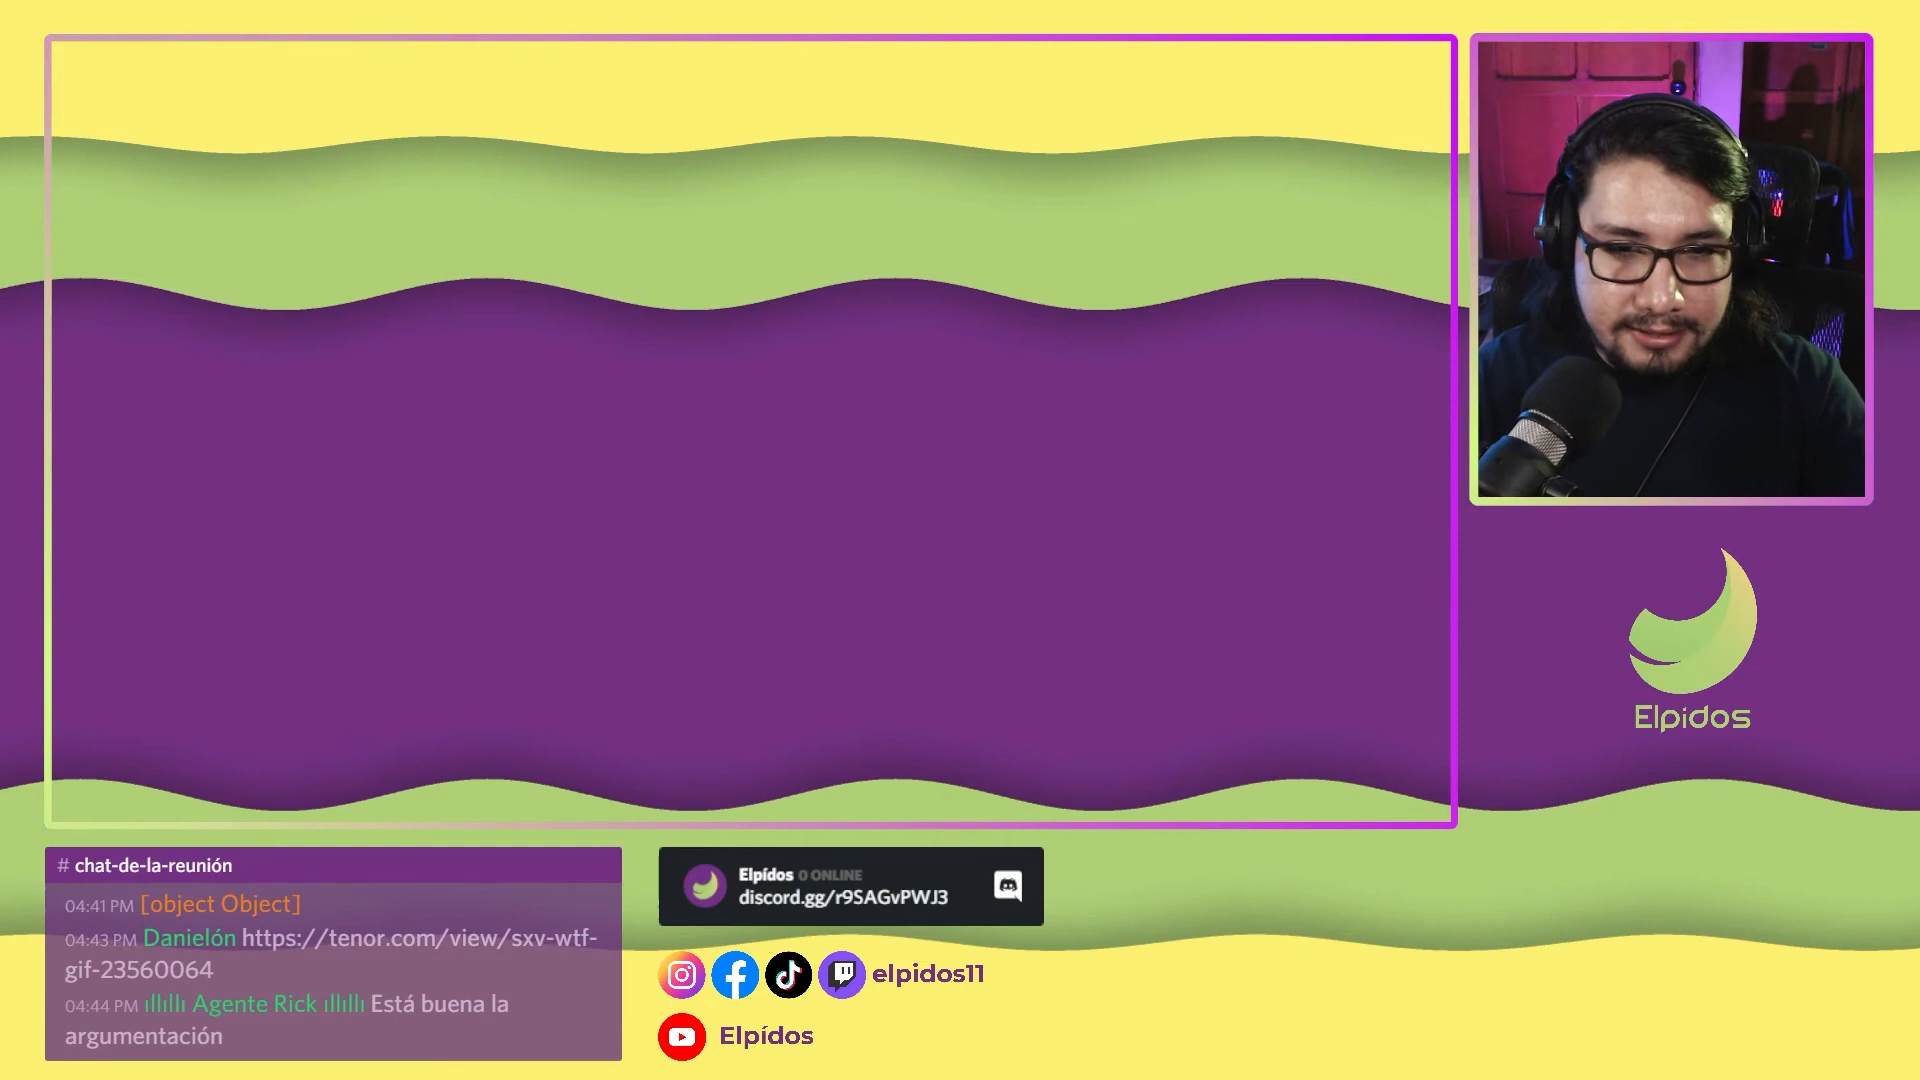 Elpidos
# chat-de-la-reunión
04:41 PM [object Object]
04:43 PM Danielón https://tenor.com/view/sxv-wtf-
gif-23560064
04:44 PM ıllıllı Agente Rick ıllıllı Está buena la
argumentación
Elpídos 0 ONLINE
discord.gg/r9SAGvPWJ3
elpidos11
Elpídos